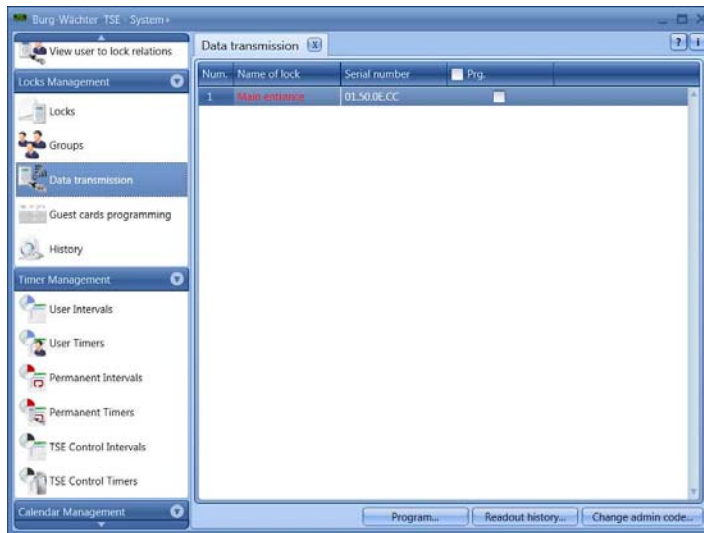 Burg-Wächter TSE - System+
View user to lock relations
Locks Management
Locks
Groups
Data transmission
Guest cards programming
History
Timer Management
User Intervals
User Timers
Permanent Intervals
Permanent Timers
TSE Control Intervals
TSE Control Timers
Calendar Management
Data transmission x
? i
Num. Name of lock Serial number Prg.
1 Main entrance 01.50.0E.CC
Program... Readout history... Change admin code...